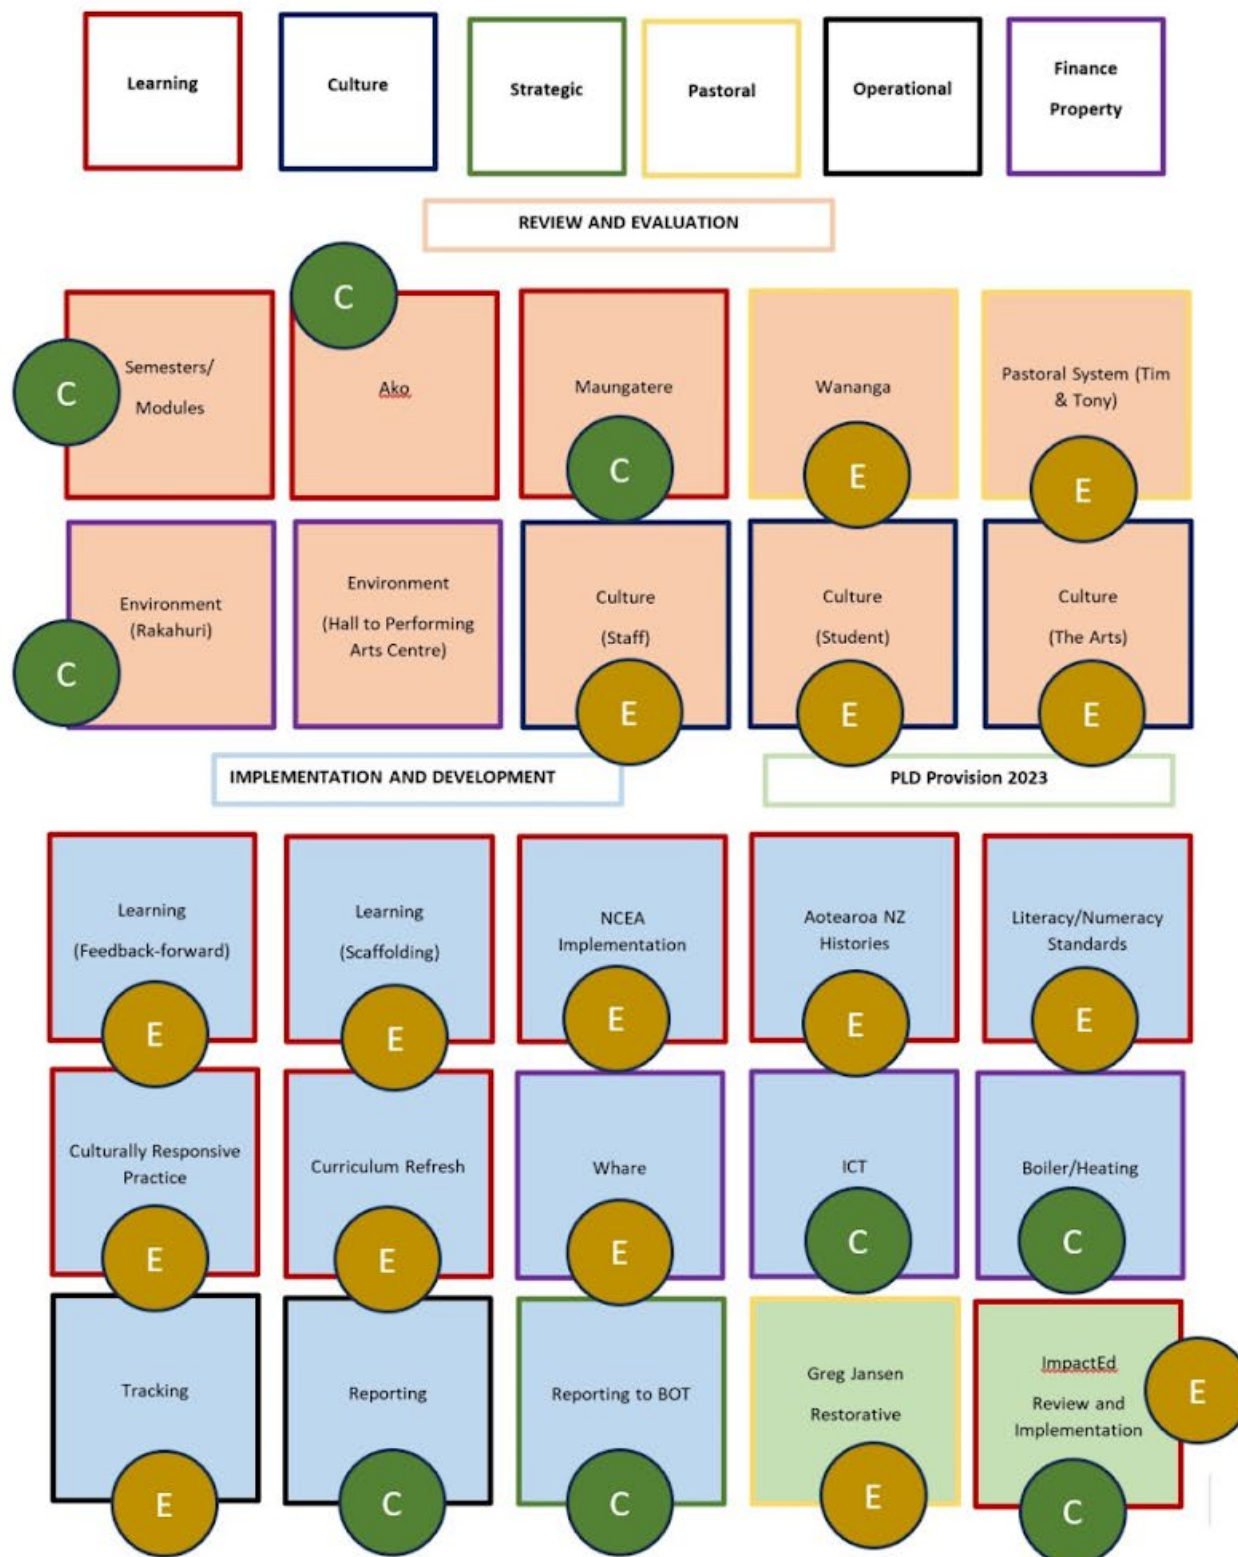 Learning
Culture
Strategic
Pastoral
Operational
Finance
Property
REVIEW AND EVALUATION
C
Semesters/
Modules
C
Ako
Maungatere
C
Wananga
E
Pastoral System (Tim
& Tony)
E
Environment
(Rakahuri)
C
Environment
(Hall to Performing
Arts Centre)
Culture
(Staff)
E
Culture
(Student)
E
Culture
(The Arts)
E
IMPLEMENTATION AND DEVELOPMENT
PLD Provision 2023
Learning
(Feedback-forward)
E
Learning
(Scaffolding)
E
NCEA
Implementation
E
Aotearoa NZ
Histories
E
Literacy/Numeracy
Standards
E
Culturally Responsive
Practice
E
Curriculum Refresh
E
Whare
E
ICT
C
Boiler/Heating
C
Tracking
E
Reporting
C
Reporting to BOT
C
Greg Jansen
Restorative
E
ImpactEd
Review and
Implementation
E
C